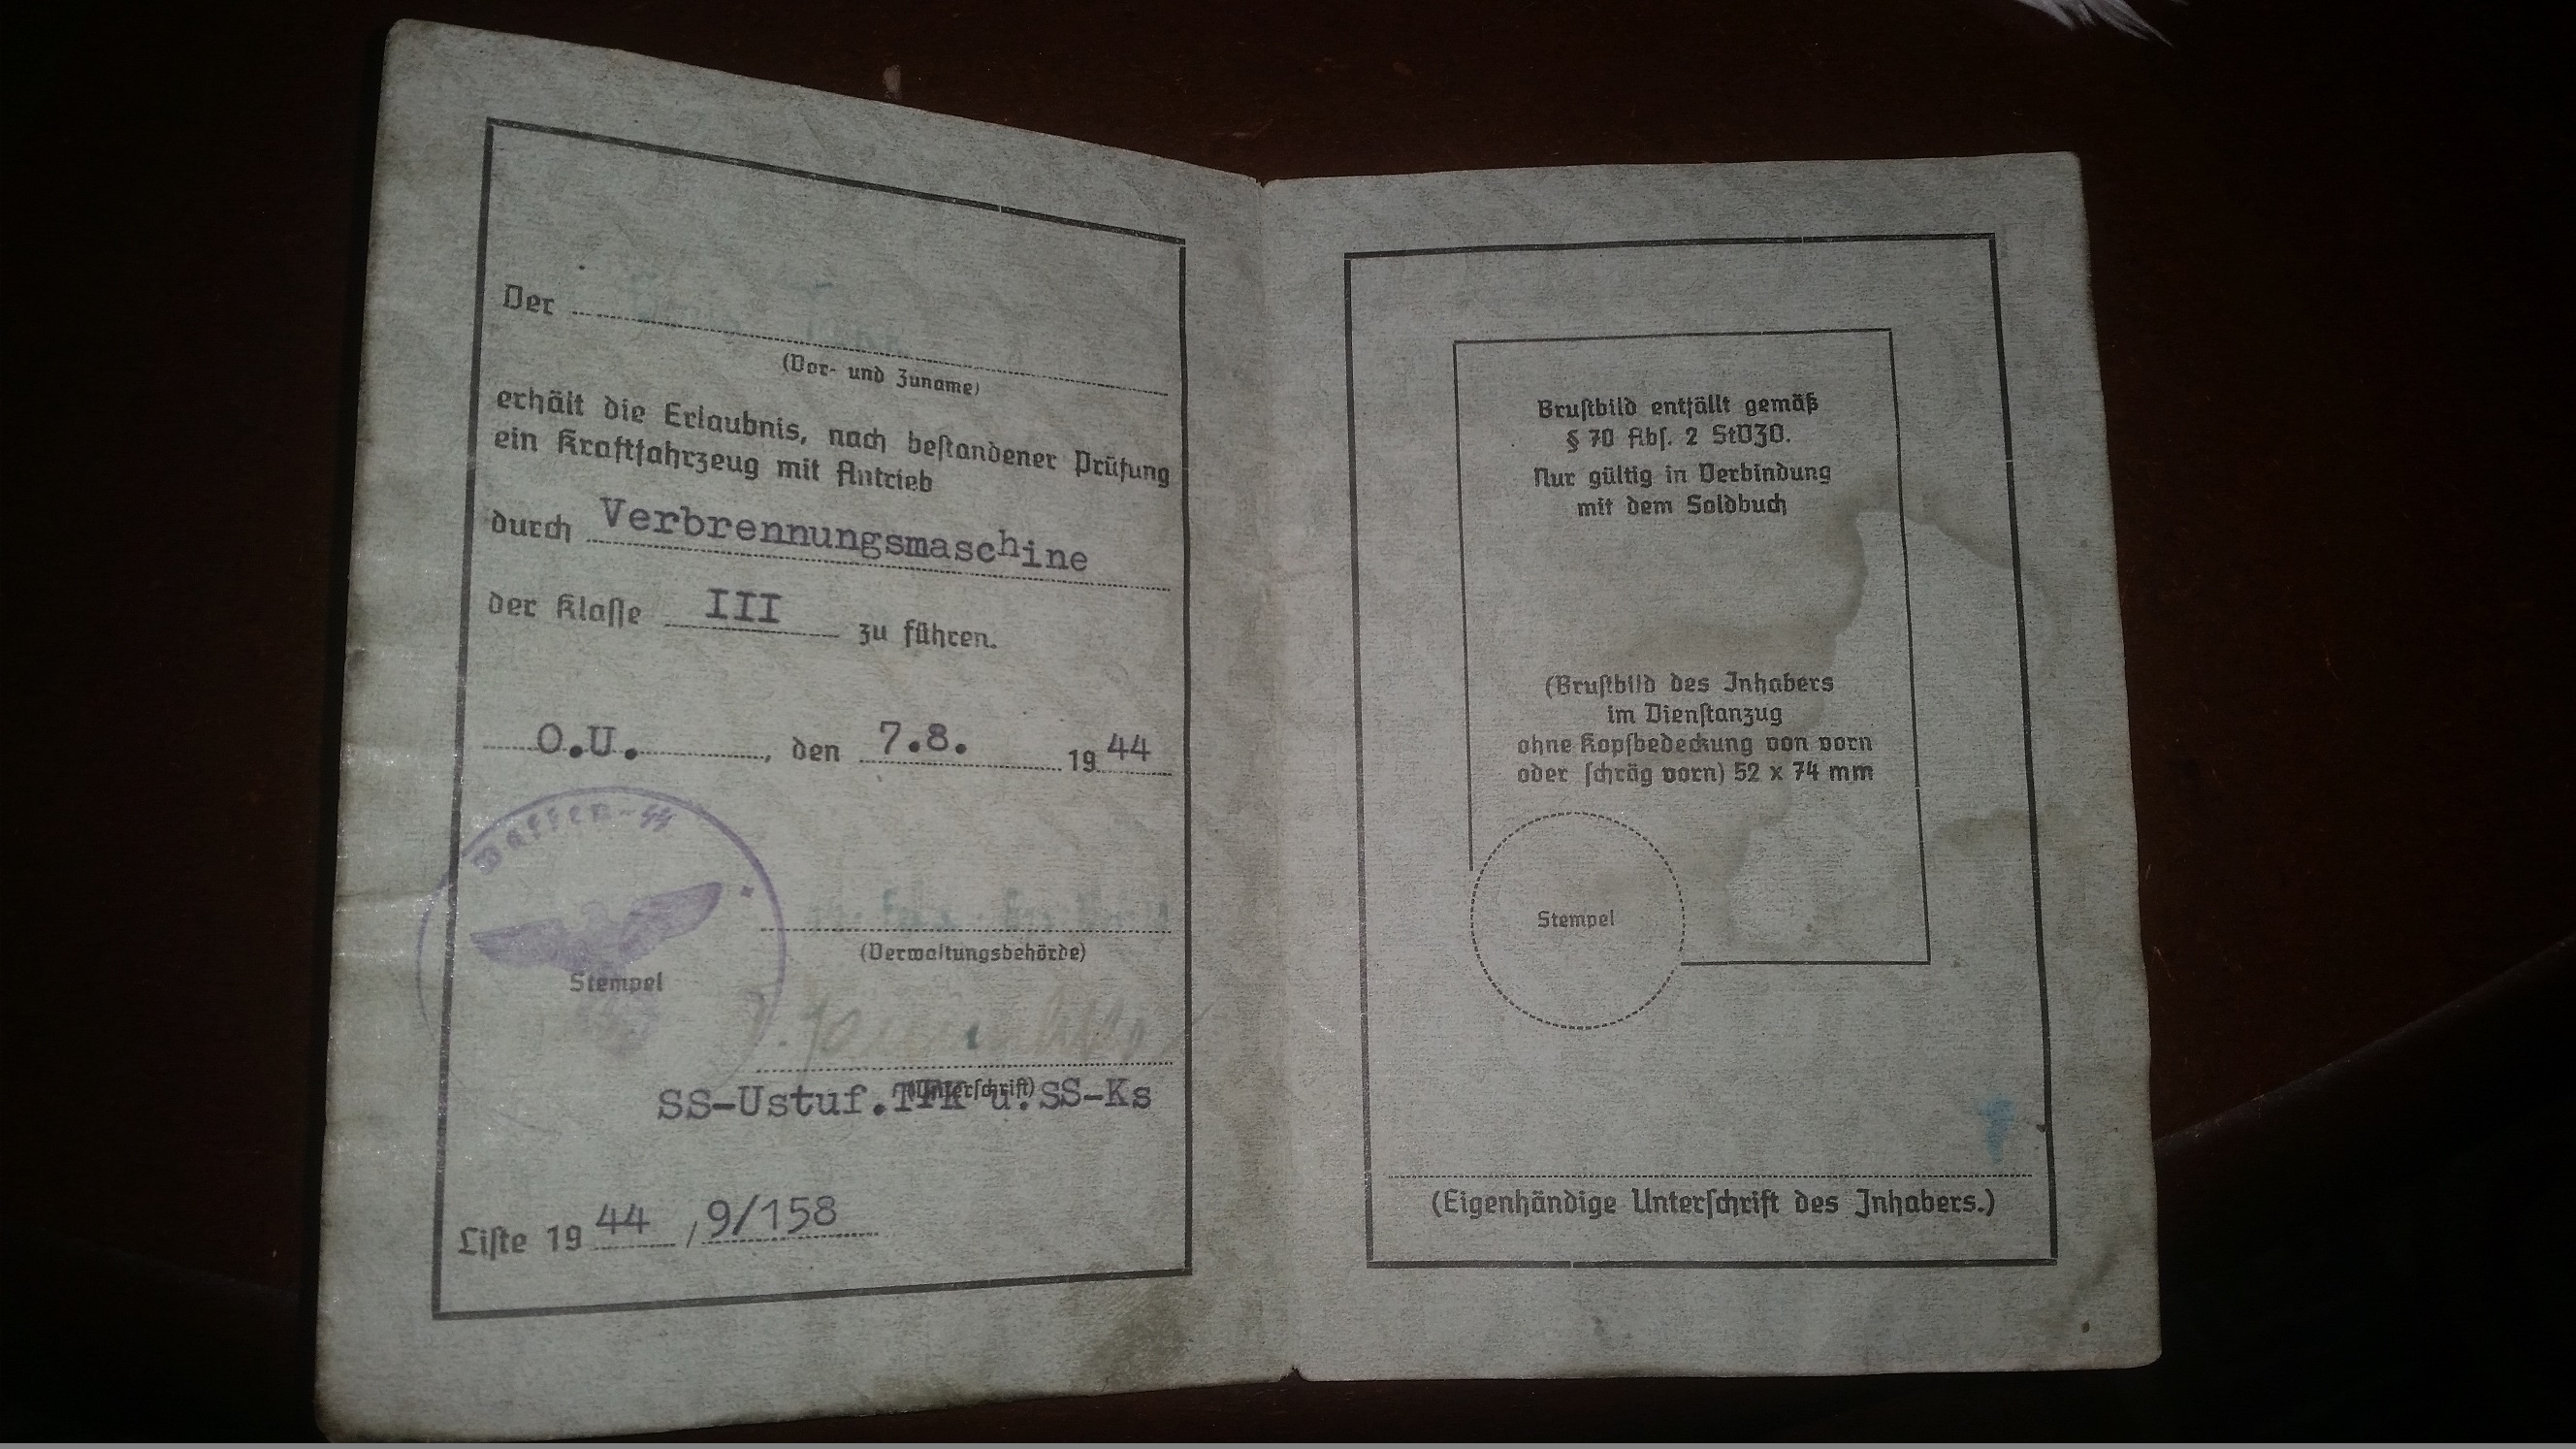 Der
(Vor- und Zuname)
erhält die Erlaubnis, nach bestandener Prüfung
ein Kraftfahrzeug mit Antrieb
durch Verbrennungsmaschine
der Klasse III zu führen.
O.U. , den 7.8. 1944
Waffen-SS
(Verwaltungsbehörde)
Stempel
(Unterschrift)
SS-Ustuf.TFK u.SS-Ks
Liste 1944 / 9/158
Brustbild entfällt gemäß
§ 70 Abs. 2 StVZO.
Nur gültig in Verbindung
mit dem Soldbuch
(Brustbild des Inhabers
im Dienstanzug
ohne Kopfbedeckung von vorn
oder schräg vorn) 52 x 74 mm
Stempel
(Eigenhändige Unterschrift des Inhabers.)